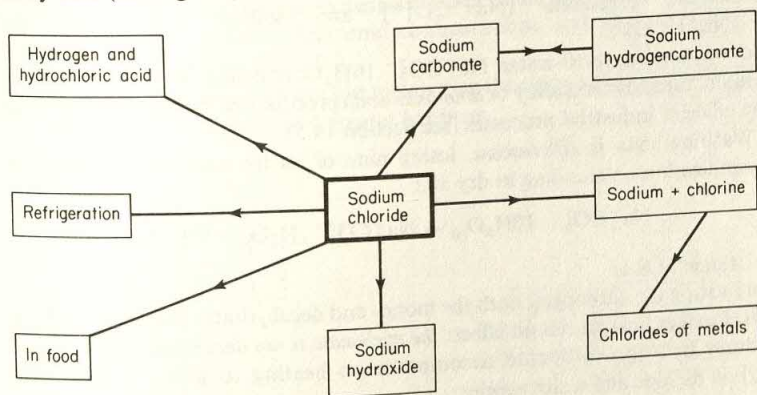 Hydrogen and
hydrochloric acid
Sodium
carbonate
Sodium
hydrogencarbonate
Refrigeration
Sodium
chloride
Sodium + chlorine
In food
Sodium
hydroxide
Chlorides of metals